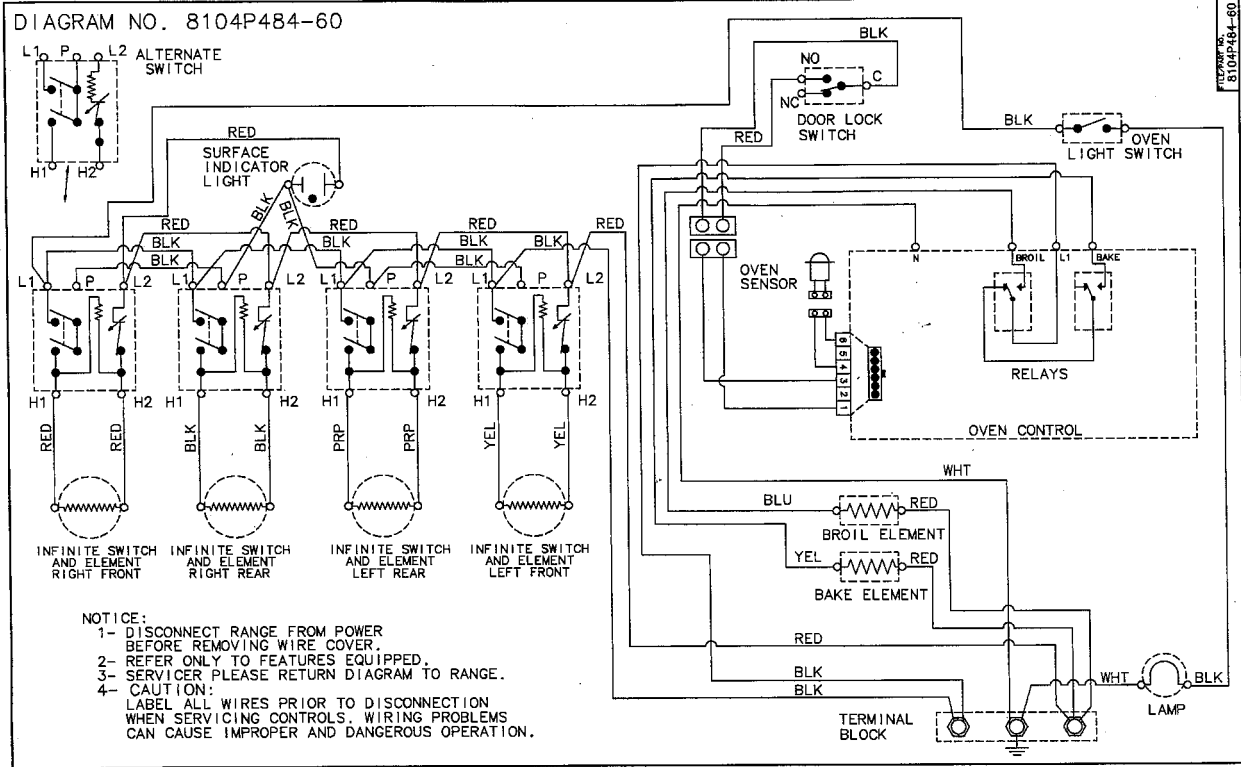 DIAGRAM NO. 8104P484-60
FILE/PART NO.
8104P484-60
L1 P L2
ALTERNATE
SWITCH
H1 H2
RED
SURFACE
INDICATOR
LIGHT
BLK
BLK
RED
BLK
BLK
RED
BLK
RED
BLK
BLK
RED
BLK
L1 P L2
L1 P L2
L1 P L2
L1 P L2
H1 H2
H1 H2
H1 H2
H1 H2
RED RED
BLK BLK
PRP PRP
YEL YEL
INFINITE SWITCH
AND ELEMENT
RIGHT FRONT
INFINITE SWITCH
AND ELEMENT
RIGHT REAR
INFINITE SWITCH
AND ELEMENT
LEFT REAR
INFINITE SWITCH
AND ELEMENT
LEFT FRONT
BLK
NO
C
NC
DOOR LOCK
SWITCH
RED
BLK
OVEN
LIGHT SWITCH
OVEN
SENSOR
N
BROIL
L1
BAKE
RELAYS
6
5
4
3
2
1
OVEN CONTROL
WHT
BLU
RED
BROIL ELEMENT
YEL
RED
BAKE ELEMENT
RED
BLK
BLK
WHT
BLK
LAMP
TERMINAL
BLOCK
NOTICE:
1- DISCONNECT RANGE FROM POWER
BEFORE REMOVING WIRE COVER.
2- REFER ONLY TO FEATURES EQUIPPED.
3- SERVICER PLEASE RETURN DIAGRAM TO RANGE.
4- CAUTION:
LABEL ALL WIRES PRIOR TO DISCONNECTION
WHEN SERVICING CONTROLS. WIRING PROBLEMS
CAN CAUSE IMPROPER AND DANGEROUS OPERATION.